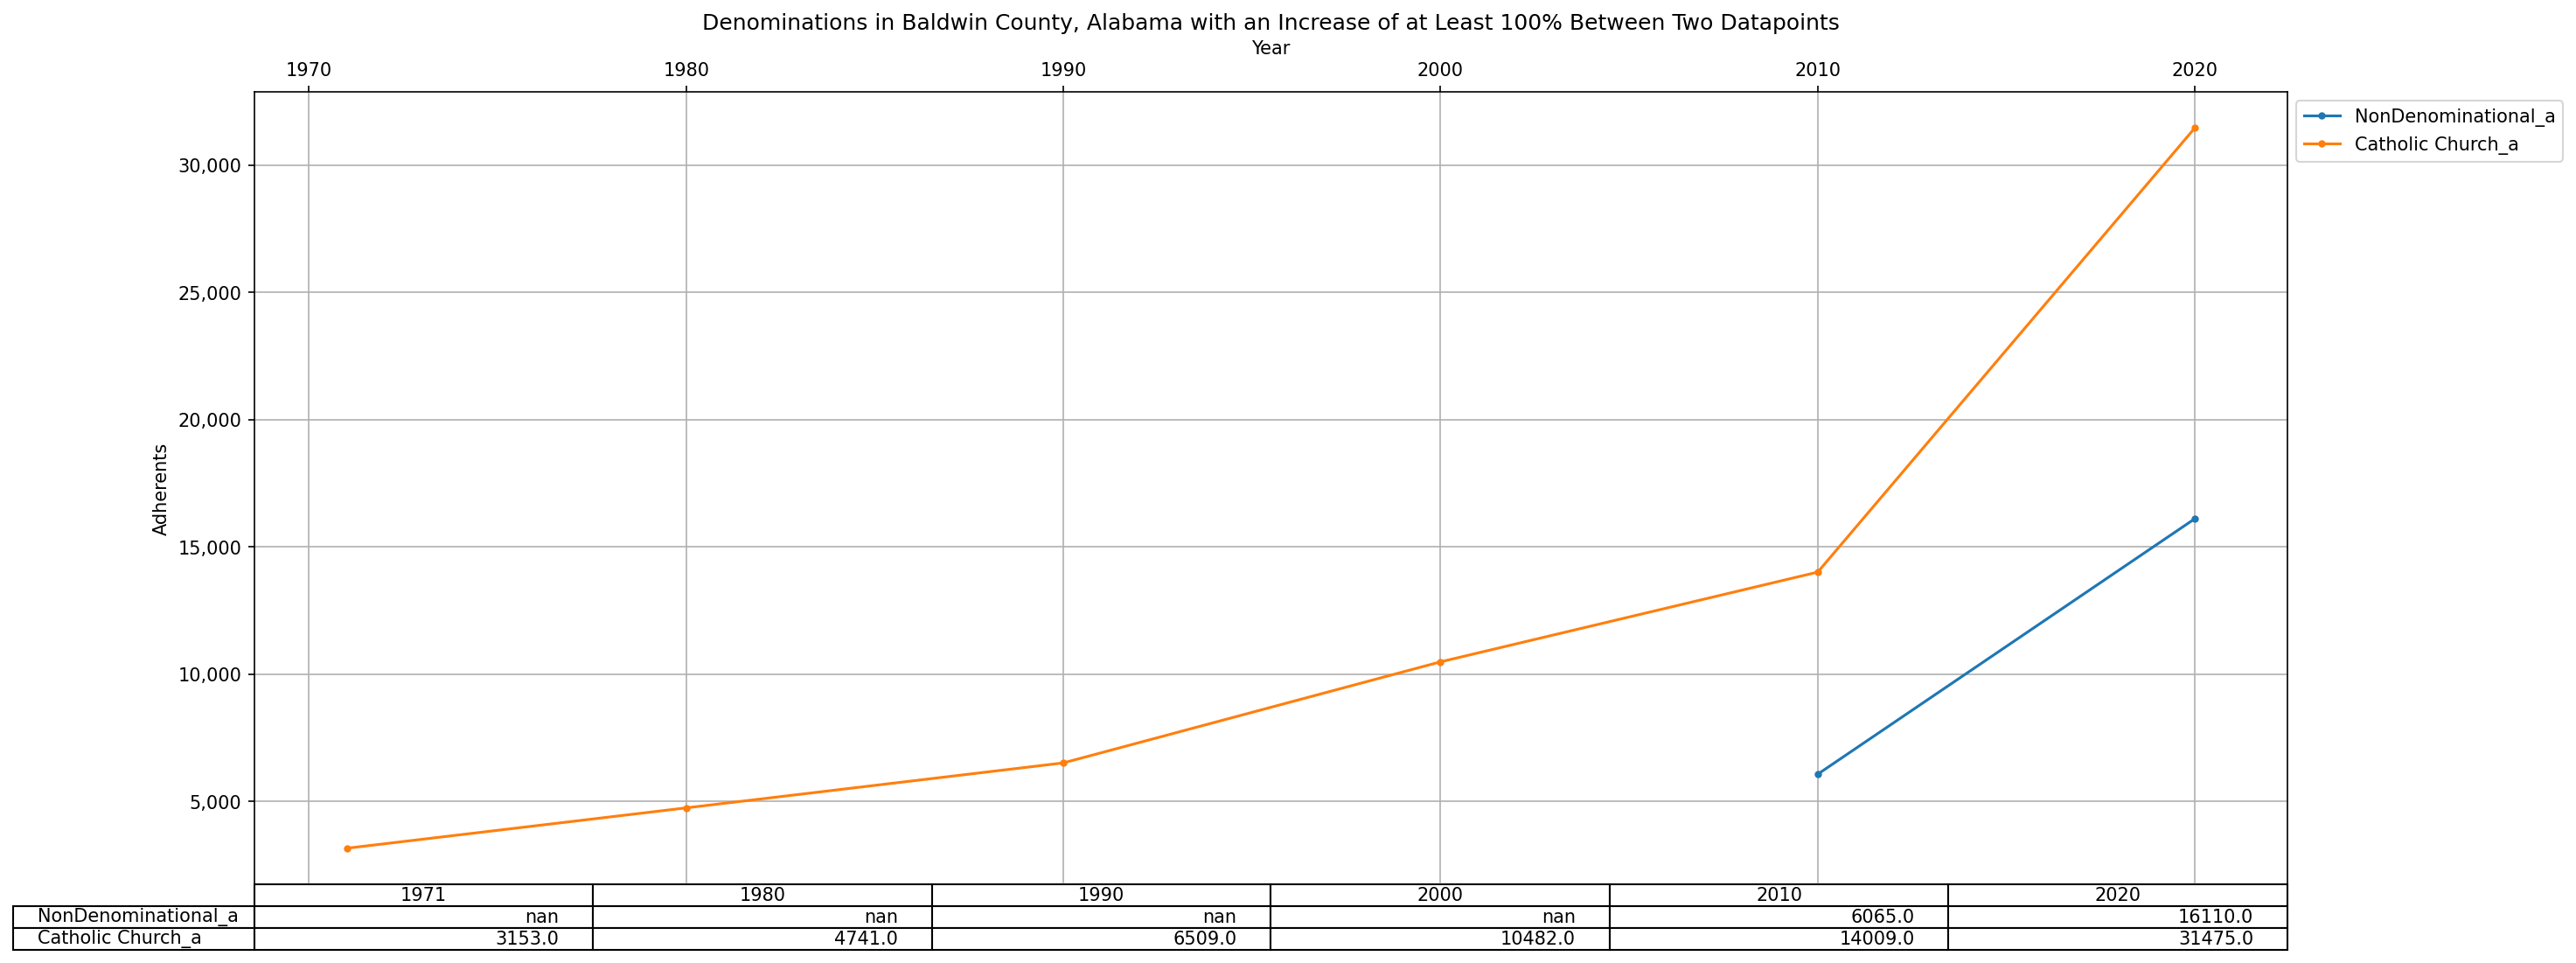 Denominations in Baldwin County, Alabama with an Increase of at Least 100% Between Two Datapoints
Year
1970 1980 1990 2000 2010 2020
NonDenominational_a
Catholic Church_a
30,000
25,000
20,000
15,000
10,000
5,000
Adherents
1971 1980 1990 2000 2010 2020
NonDenominational_a nan nan nan nan 6065.0 16110.0
Catholic Church_a 3153.0 4741.0 6509.0 10482.0 14009.0 31475.0